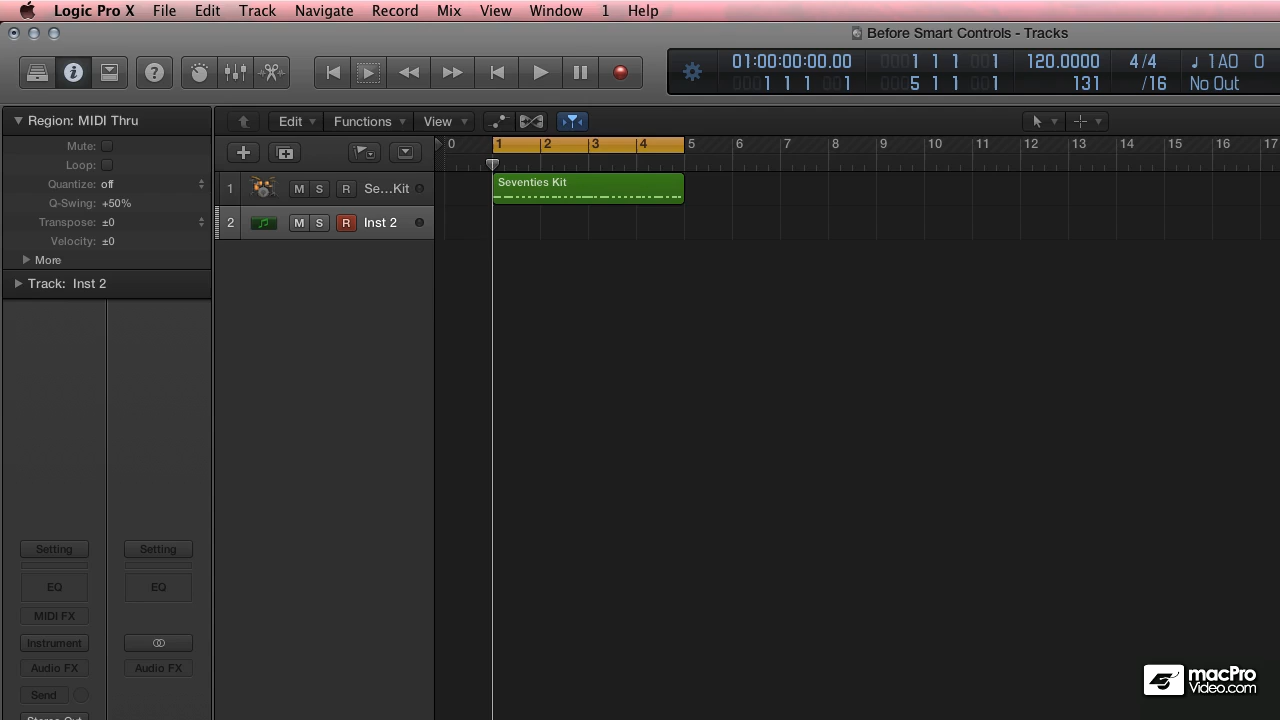 Logic Pro X File Edit Track Navigate Record Mix View Window 1 Help
Before Smart Controls - Tracks
01:00:00:00.00 1 1 1 1 120.0000 4/4 1 A0 0
1 1 1 1 5 1 1 1 131 /16 No Out
Region: MIDI Thru
Edit Functions View
Mute:
Loop:
Quantize: off
Q-Swing: +50%
Transpose: ±0
Velocity: ±0
More
Track: Inst 2
0 1 2 3 4 5 6 7 8 9 10 11 12 13 14 15 16 17
1 M S R Se...Kit
Seventies Kit
2 M S R Inst 2
Setting Setting
EQ EQ
MIDI FX
Instrument
Audio FX Audio FX
Send
Stereo Out
macPro
Video.com